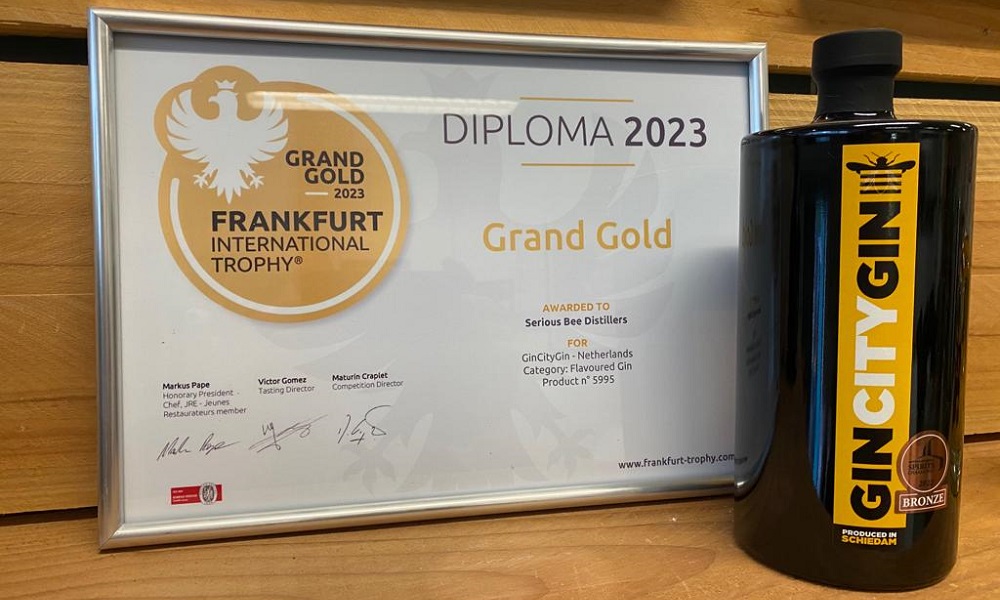 GRAND
GOLD
2023
FRANKFURT
INTERNATIONAL
TROPHY®
DIPLOMA 2023
Grand Gold
AWARDED TO
Serious Bee Distillers
FOR
GinCityGin - Netherlands
Category: Flavoured Gin
Product n° 5995
Markus Pape
Honorary President -
Chef, JRE - Jeunes
Restaurateurs member
Victor Gomez
Tasting Director
Maturin Craplet
Competition Director
www.frankfurt-trophy.com
GINCITYGIN
SPIRITS
BRONZE
PRODUCED IN
SCHIEDAM